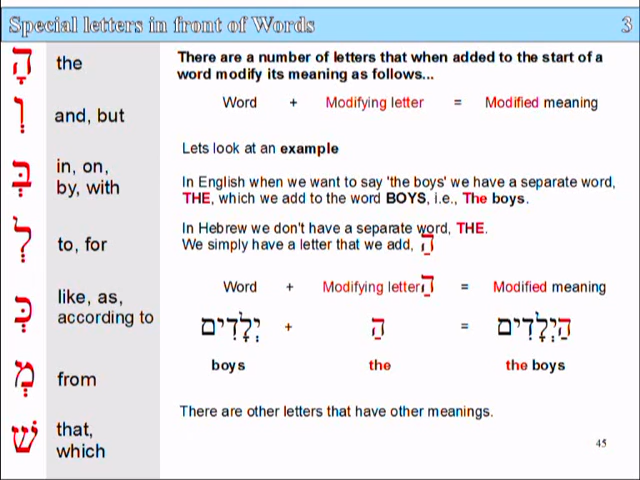 Special letters in front of Words 3
הָ the
וְ and, but
בְּ in, on,
by, with
לְ to, for
כְּ like, as,
according to
מְ from
שׁ that,
which
There are a number of letters that when added to the start of a
word modify its meaning as follows...
Word + Modifying letter = Modified meaning
Lets look at an example
In English when we want to say 'the boys' we have a separate word,
THE, which we add to the word BOYS, i.e., The boys.
In Hebrew we don't have a separate word, THE.
We simply have a letter that we add, הַ
Word + Modifying letter הַ = Modified meaning
יְלָדִים + הַ = הַיְלָדִים
boys the the boys
There are other letters that have other meanings.
45